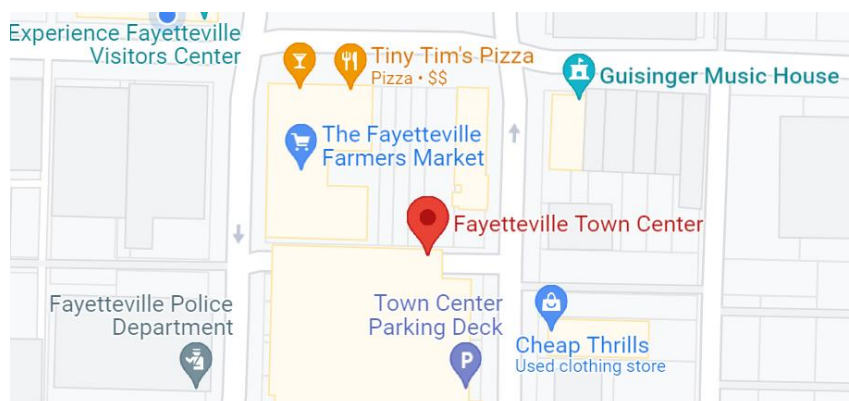 Experience Fayetteville
Visitors Center
Tiny Tim's Pizza
Pizza • $$
Guisinger Music House
The Fayetteville
Farmers Market
Fayetteville Town Center
Fayetteville Police
Department
Town Center
Parking Deck
P
Cheap Thrills
Used clothing store